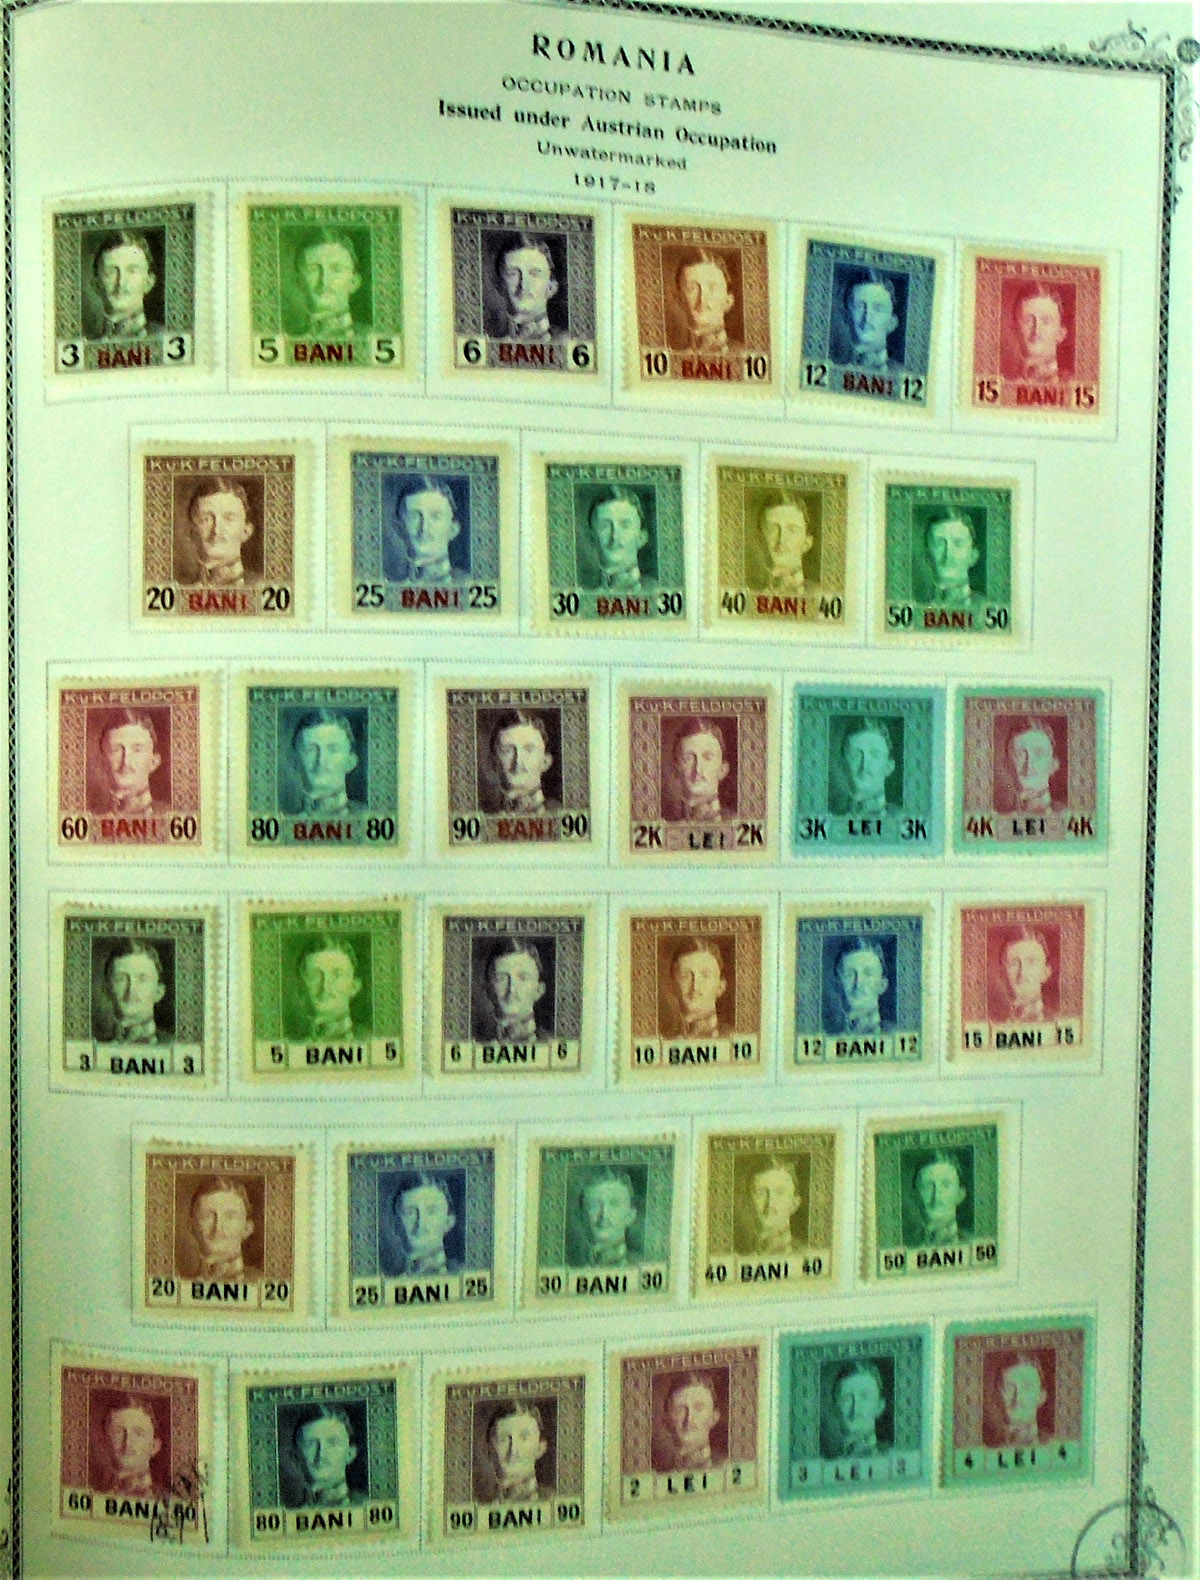 ROMANIA
OCCUPATION STAMPS
Issued under Austrian Occupation
Unwatermarked
1917-18
K.u.K. FELDPOST K.u.K. FELDPOST K.u.K. FELDPOST K.u.K. FELDPOST K.u.K. FELDPOST K.u.K. FELDPOST
3 BANI 3 5 BANI 5 6 BANI 6 10 BANI 10 12 BANI 12 15 BANI 15
K.u.K. FELDPOST K.u.K. FELDPOST K.u.K. FELDPOST K.u.K. FELDPOST K.u.K. FELDPOST
20 BANI 20 25 BANI 25 30 BANI 30 40 BANI 40 50 BANI 50
K.u.K. FELDPOST K.u.K. FELDPOST K.u.K. FELDPOST K.u.K. FELDPOST K.u.K. FELDPOST K.u.K. FELDPOST
60 BANI 60 80 BANI 80 90 BANI 90 2K LEI 2K 3K LEI 3K 4K LEI 4K
K.u.K. FELDPOST K.u.K. FELDPOST K.u.K. FELDPOST K.u.K. FELDPOST K.u.K. FELDPOST K.u.K. FELDPOST
3 BANI 3 5 BANI 5 6 BANI 6 10 BANI 10 12 BANI 12 15 BANI 15
K.u.K. FELDPOST K.u.K. FELDPOST K.u.K. FELDPOST K.u.K. FELDPOST K.u.K. FELDPOST
20 BANI 20 25 BANI 25 30 BANI 30 40 BANI 40 50 BANI 50
K.u.K. FELDPOST K.u.K. FELDPOST K.u.K. FELDPOST K.u.K. FELDPOST K.u.K. FELDPOST K.u.K. FELDPOST
60 BANI 60 80 BANI 80 90 BANI 90 2 LEI 2 3 LEI 3 4 LEI 4